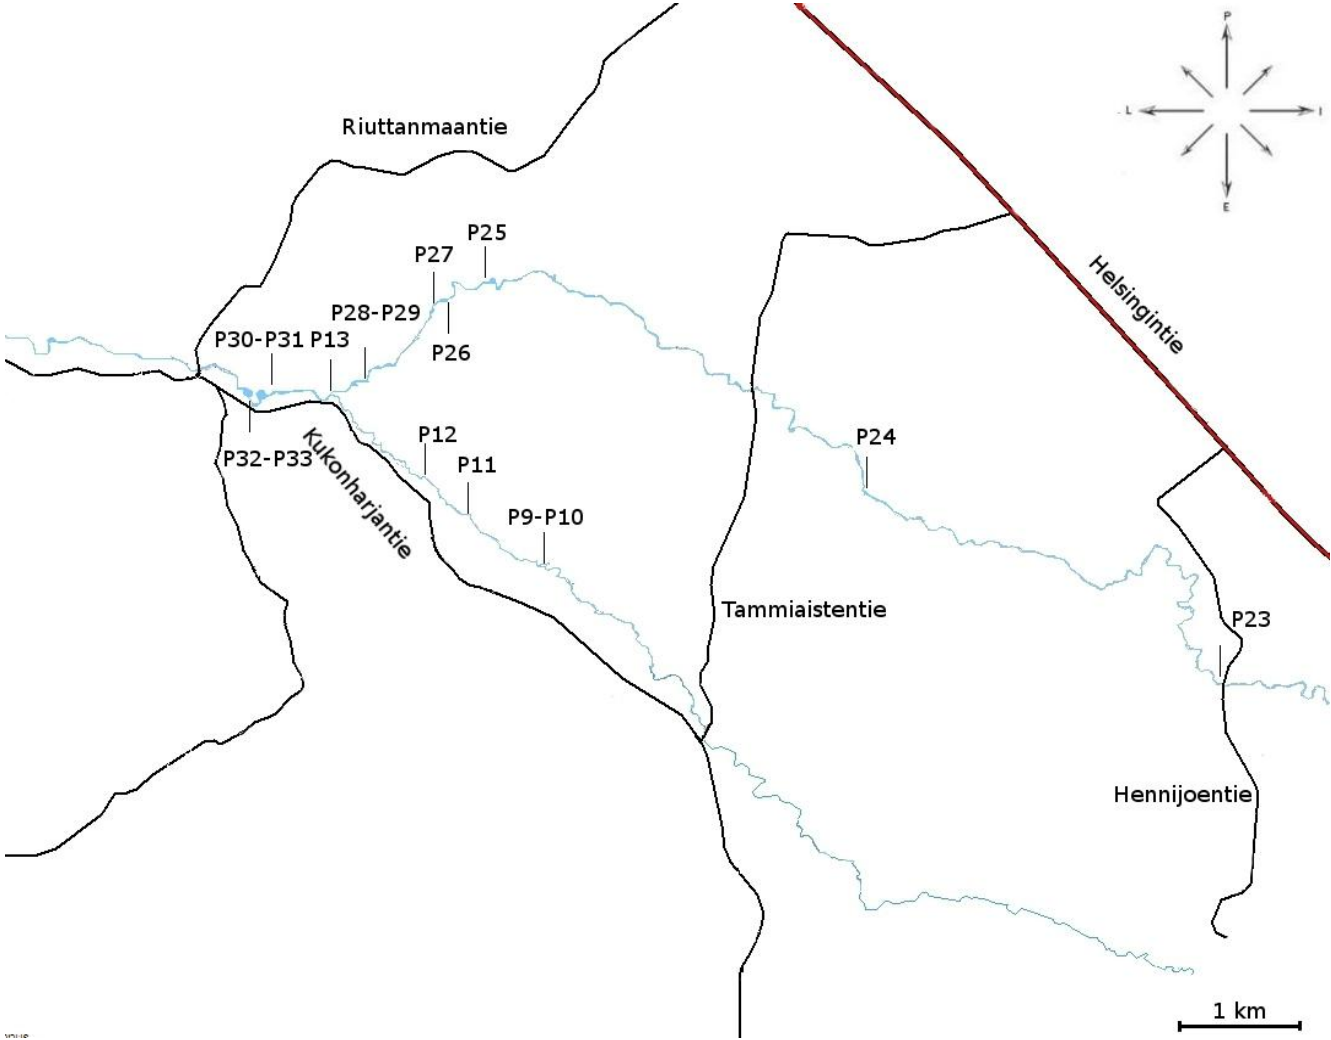 P
L
I
E
Riuttanmaantie
P25
P27
Helsingintie
P28-P29
P30-P31
P13
P26
P12
P24
P32-P33
Kukonharjantie
P11
P9-P10
Tammiaistentie
P23
Hennijoentie
1 km